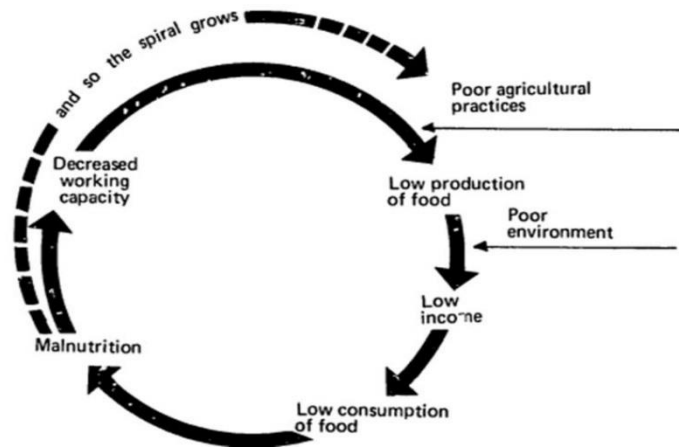 and so the spiral grows
Poor agricultural
practices
Decreased
working
capacity
Low production
of food
Poor
environment
Low
income
Malnutrition
Low consumption
of food